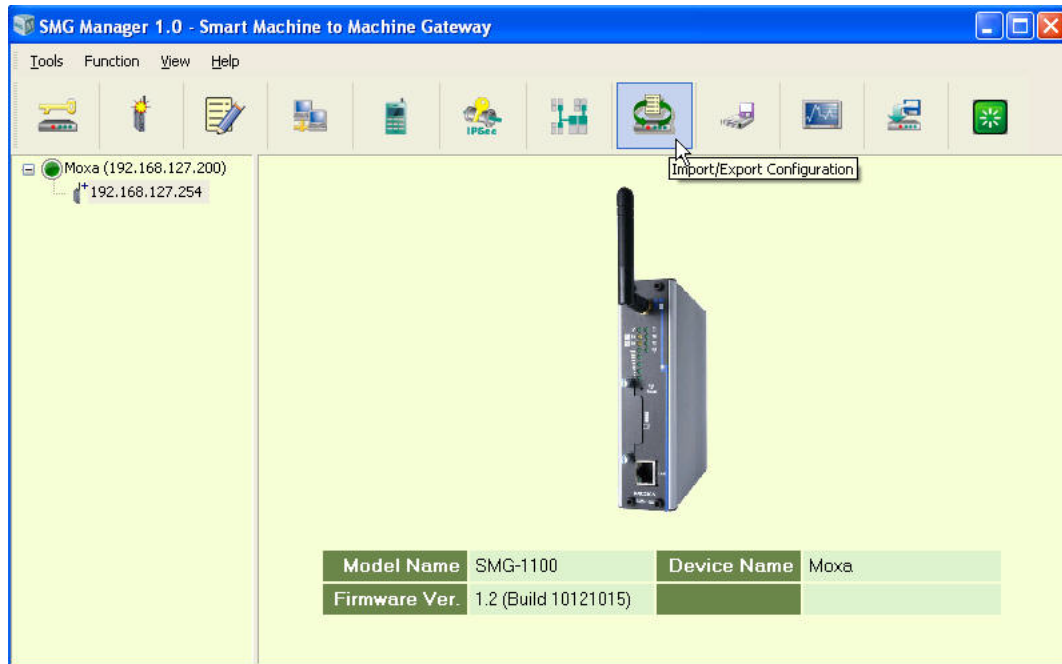 SMG Manager 1.0 - Smart Machine to Machine Gateway
Tools Function View Help
IPSec
Import/Export Configuration
Moxa (192.168.127.200)
192.168.127.254
Model Name SMG-1100 Device Name Moxa
Firmware Ver. 1.2 (Build 10121015)